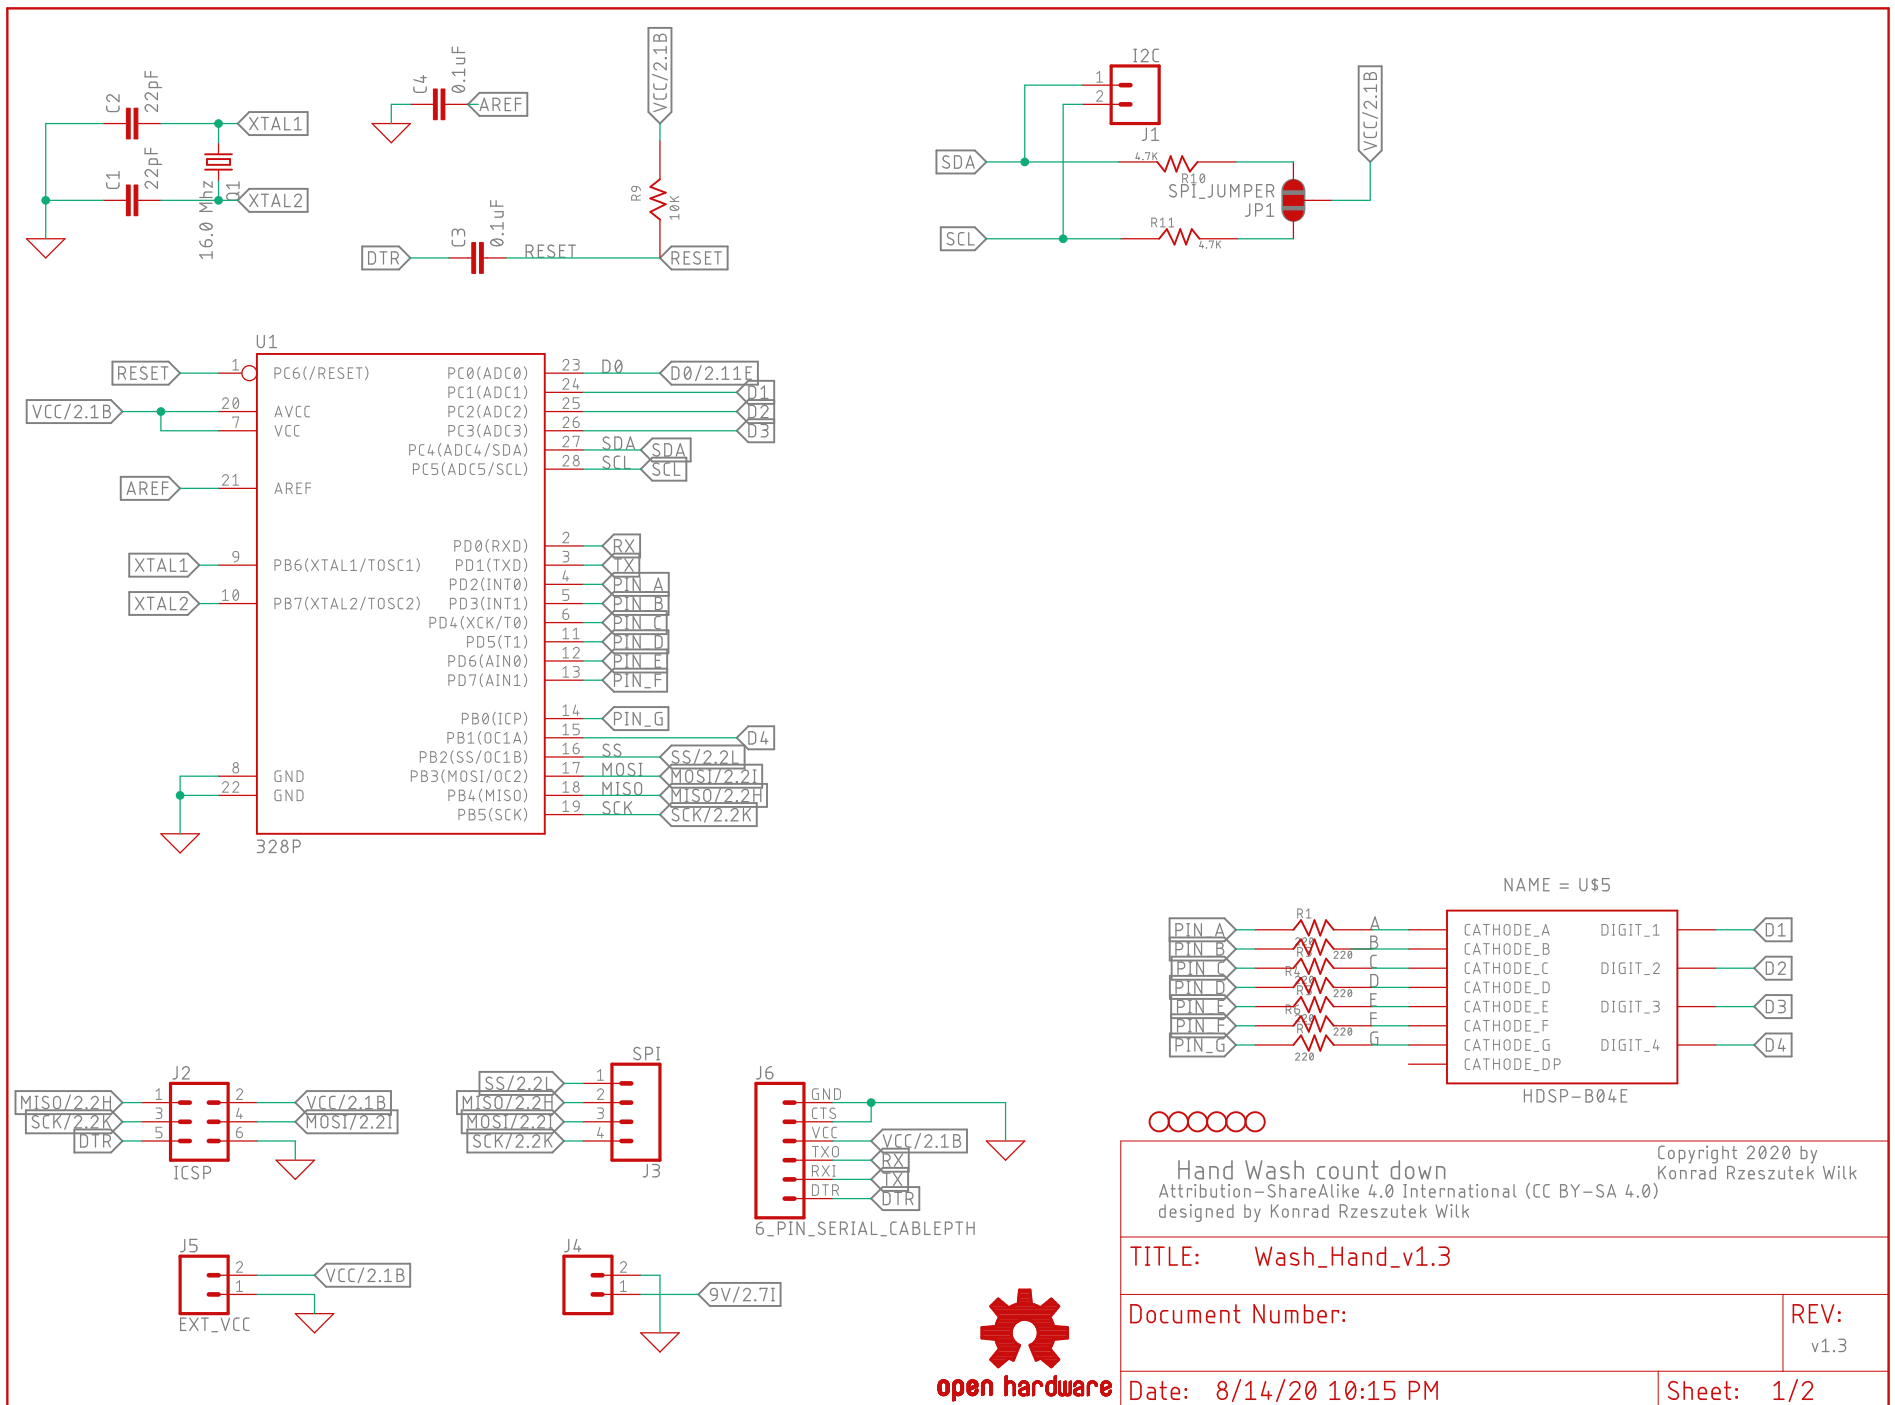 C2
22pF
XTAL1
C1
22pF
Q1
16.0 Mhz
XTAL2
C4
0.1uF
AREF
VCC/2.1B
R9
10K
DTR
C3
0.1uF
RESET
RESET
I2C
1
2
J1
VCC/2.1B
SDA
4.7K
R10
SPI_JUMPER
JP1
SCL
R11
4.7K
U1
RESET
1
PC6(/RESET)
VCC/2.1B
20
AVCC
7
VCC
AREF
21
AREF
XTAL1
9
PB6(XTAL1/TOSC1)
XTAL2
10
PB7(XTAL2/TOSC2)
8
GND
22
GND
PC0(ADC0) 23 D0 D0/2.11E
PC1(ADC1) 24 D1
PC2(ADC2) 25 D2
PC3(ADC3) 26 D3
PC4(ADC4/SDA) 27 SDA SDA
PC5(ADC5/SCL) 28 SCL SCL
PD0(RXD) 2 RX
PD1(TXD) 3 TX
PD2(INT0) 4 PIN_A
PD3(INT1) 5 PIN_B
PD4(XCK/T0) 6 PIN_C
PD5(T1) 11 PIN_D
PD6(AIN0) 12 PIN_E
PD7(AIN1) 13 PIN_F
PB0(ICP) 14 PIN_G
PB1(OC1A) 15 D4
PB2(SS/OC1B) 16 SS SS/2.2L
PB3(MOSI/OC2) 17 MOSI MOSI/2.2I
PB4(MISO) 18 MISO MISO/2.2H
PB5(SCK) 19 SCK SCK/2.2K
328P
NAME = U$5
R1
PIN_A A CATHODE_A DIGIT_1 D1
PIN_B B CATHODE_B
220
PIN_C C CATHODE_C DIGIT_2 D2
R4
PIN_D D CATHODE_D
220
PIN_E E CATHODE_E DIGIT_3 D3
R6
PIN_F F CATHODE_F
220
PIN_G G CATHODE_G DIGIT_4 D4
220
CATHODE_DP
HDSP-B04E
J2
MISO/2.2H 1 2 VCC/2.1B
SCK/2.2K 3 4 MOSI/2.2I
DTR 5 6
ICSP
SPI
SS/2.2L 1
MISO/2.2H 2
MOSI/2.2I 3
SCK/2.2K 4
J3
J6
GND
CTS
VCC VCC/2.1B
TXO RX
RXI TX
DTR DTR
6_PIN_SERIAL_CABLEPTH
J5
2 VCC/2.1B
1
EXT_VCC
J4
2
1 9V/2.7I
open hardware
Hand Wash count down
Copyright 2020 by
Konrad Rzeszutek Wilk
Attribution-ShareAlike 4.0 International (CC BY-SA 4.0)
designed by Konrad Rzeszutek Wilk
TITLE: Wash_Hand_v1.3
Document Number:
REV:
v1.3
Date: 8/14/20 10:15 PM
Sheet: 1/2